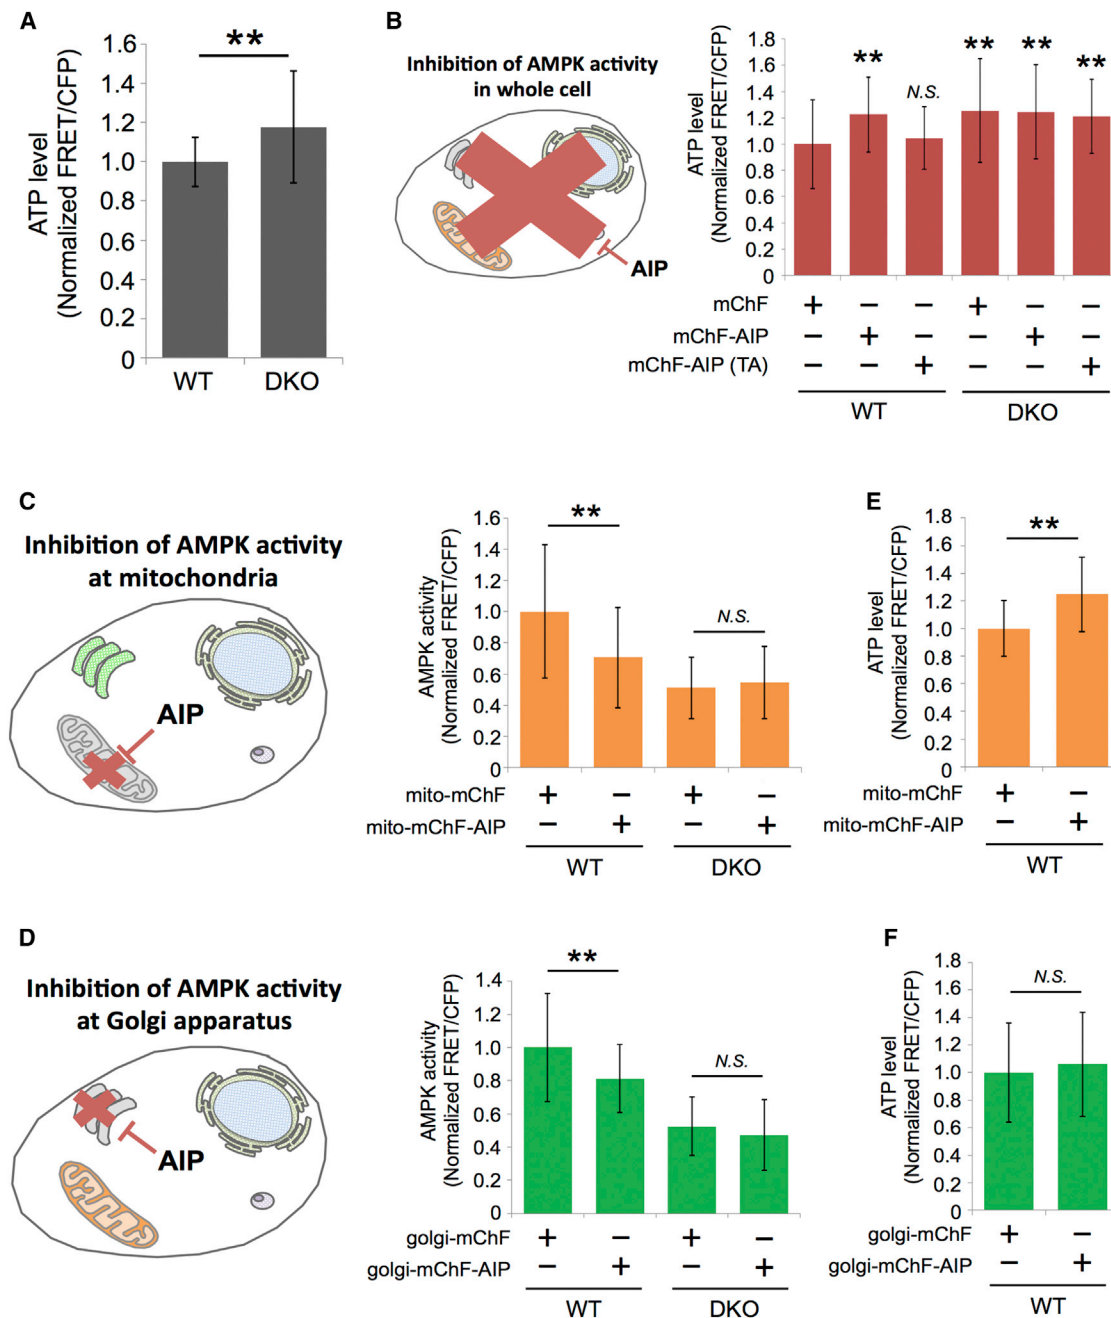 A
ATP level
(Normalized FRET/CFP)
1.6
1.4
1.2
1.0
0.8
0.6
0.4
0.2
0
**
WT DKO
B
Inhibition of AMPK activity
in whole cell
AIP
ATP level
(Normalized FRET/CFP)
1.8
1.6
1.4
1.2
1.0
0.8
0.6
0.4
0.2
0
** N.S. ** ** **
mChF + − − + − −
mChF-AIP − + − − + −
mChF-AIP (TA) − − + − − +
WT DKO
C
Inhibition of AMPK activity
at mitochondria
AIP
AMPK activity
(Normalized FRET/CFP)
1.6
1.4
1.2
1.0
0.8
0.6
0.4
0.2
0
** N.S.
mito-mChF + − + −
mito-mChF-AIP − + − +
WT DKO
E
ATP level
(Normalized FRET/CFP)
1.8
1.6
1.4
1.2
1.0
0.8
0.6
0.4
0.2
0
**
mito-mChF + −
mito-mChF-AIP − +
WT
D
Inhibition of AMPK activity
at Golgi apparatus
AIP
AMPK activity
(Normalized FRET/CFP)
1.4
1.2
1.0
0.8
0.6
0.4
0.2
0
** N.S.
golgi-mChF + − + −
golgi-mChF-AIP − + − +
WT DKO
F
ATP level
(Normalized FRET/CFP)
1.8
1.6
1.4
1.2
1.0
0.8
0.6
0.4
0.2
0
N.S.
golgi-mChF + −
golgi-mChF-AIP − +
WT